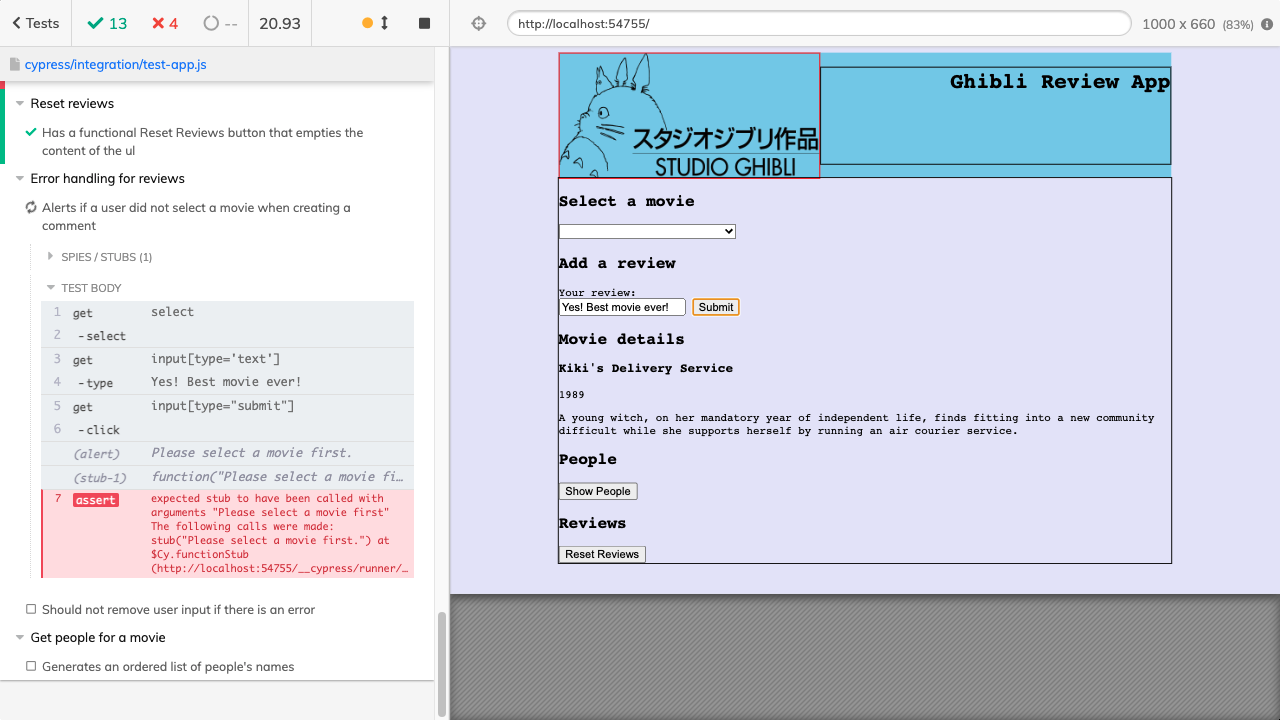 Tests
13
4
--
20.93
http://localhost:54755/
1000 x 660 (83%)
cypress/integration/test-app.js
Reset reviews
Has a functional Reset Reviews button that empties the
content of the ul
Error handling for reviews
Alerts if a user did not select a movie when creating a
comment
SPIES / STUBS (1)
TEST BODY
1 get select
2 -select
3 get input[type='text']
4 -type Yes! Best movie ever!
5 get input[type="submit"]
6 -click
(alert) Please select a movie first.
(stub-1) function("Please select a movie fi…
7 assert expected stub to have been called with
arguments "Please select a movie first"
The following calls were made:
stub("Please select a movie first.") at
$Cy.functionStub
(http://localhost:54755/__cypress/runner/…
Should not remove user input if there is an error
Get people for a movie
Generates an ordered list of people's names
スタジオジブリ作品
STUDIO GHIBLI
Ghibli Review App
Select a movie
Add a review
Your review:
Yes! Best movie ever! Submit
Movie details
Kiki's Delivery Service
1989
A young witch, on her mandatory year of independent life, finds fitting into a new community
difficult while she supports herself by running an air courier service.
People
Show People
Reviews
Reset Reviews